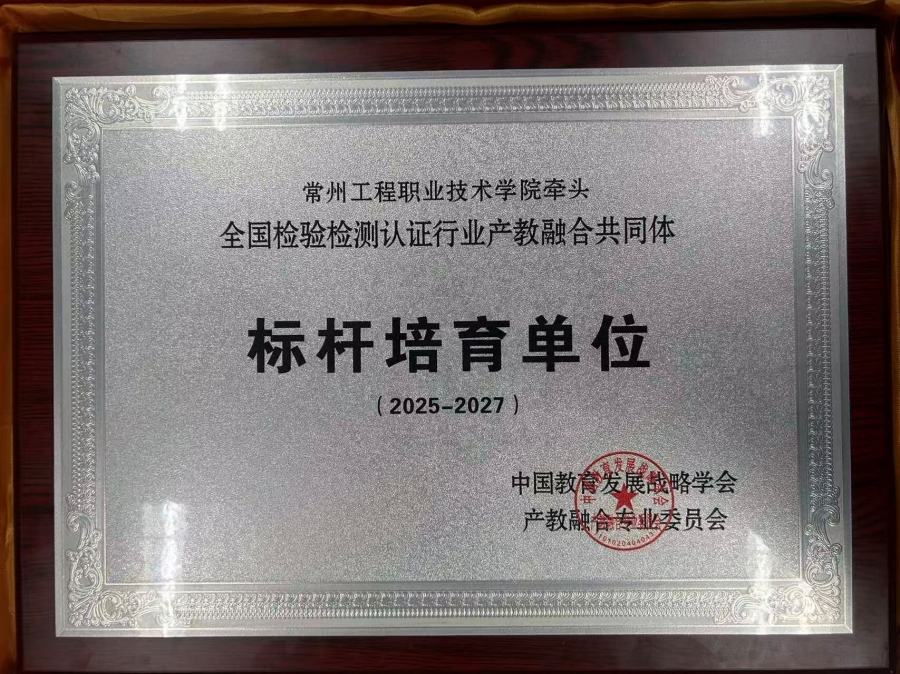 常州工程职业技术学院牵头
全国检验检测认证行业产教融合共同体
标杆培育单位
（2025-2027）
中国教育发展战略学会
产教融合专业委员会